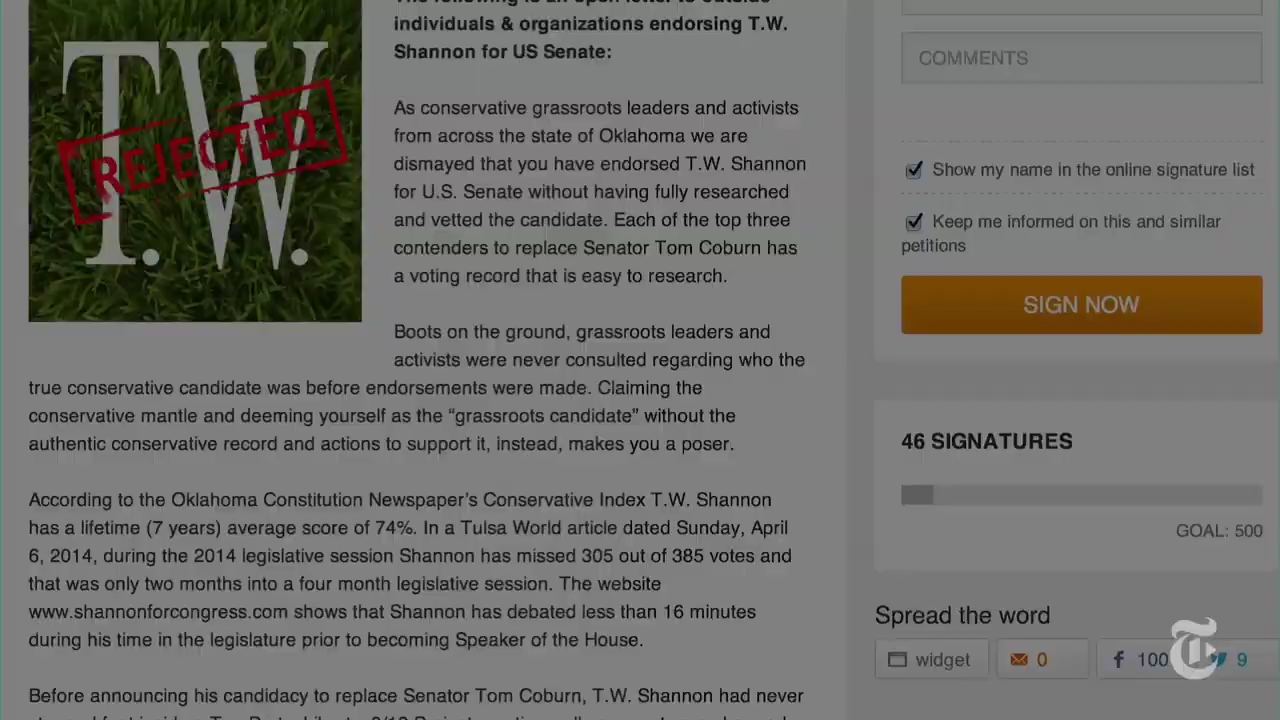 T.W.
REJECTED
T.W.
The following is an open letter to outside
individuals & organizations endorsing T.W.
Shannon for US Senate:
As conservative grassroots leaders and activists
from across the state of Oklahoma we are
dismayed that you have endorsed T.W. Shannon
for U.S. Senate without having fully researched
and vetted the candidate. Each of the top three
contenders to replace Senator Tom Coburn has
a voting record that is easy to research.
Boots on the ground, grassroots leaders and
activists were never consulted regarding who the
true conservative candidate was before endorsements were made. Claiming the
conservative mantle and deeming yourself as the “grassroots candidate” without the
authentic conservative record and actions to support it, instead, makes you a poser.
According to the Oklahoma Constitution Newspaper’s Conservative Index T.W. Shannon
has a lifetime (7 years) average score of 74%. In a Tulsa World article dated Sunday, April
6, 2014, during the 2014 legislative session Shannon has missed 305 out of 385 votes and
that was only two months into a four month legislative session. The website
www.shannonforcongress.com shows that Shannon has debated less than 16 minutes
during his time in the legislature prior to becoming Speaker of the House.
Before announcing his candidacy to replace Senator Tom Coburn, T.W. Shannon had never
COMMENTS
Show my name in the online signature list
Keep me informed on this and similar
petitions
SIGN NOW
46 SIGNATURES
GOAL: 500
Spread the word
widget
0
100
9
T